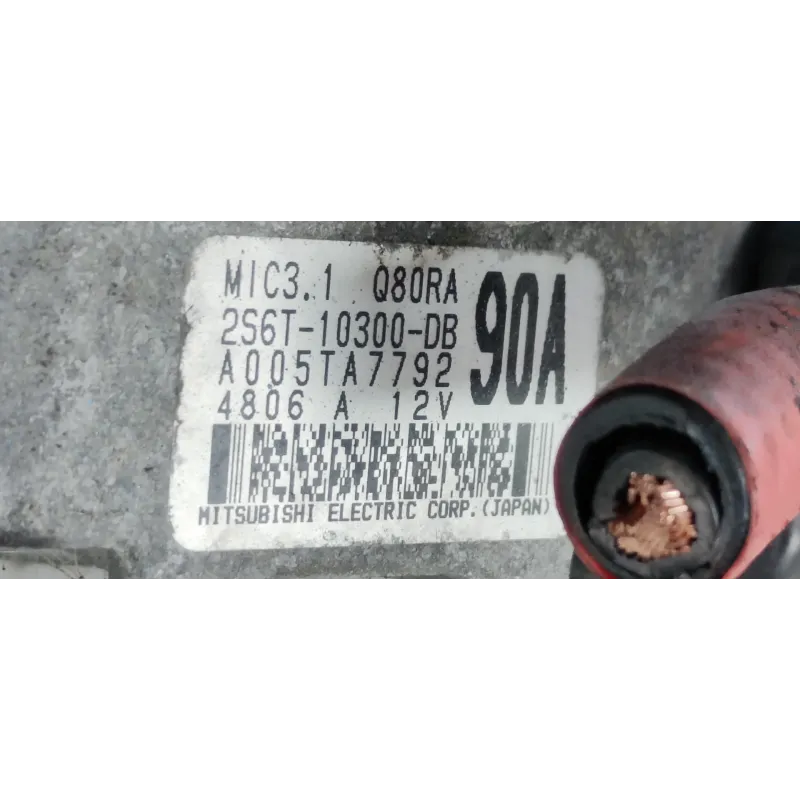 MIC3.1 Q80RA
2S6T-10300-DB
90A
A005TA7792
4806 A 12V
MITSUBISHI ELECTRIC CORP.(JAPAN)